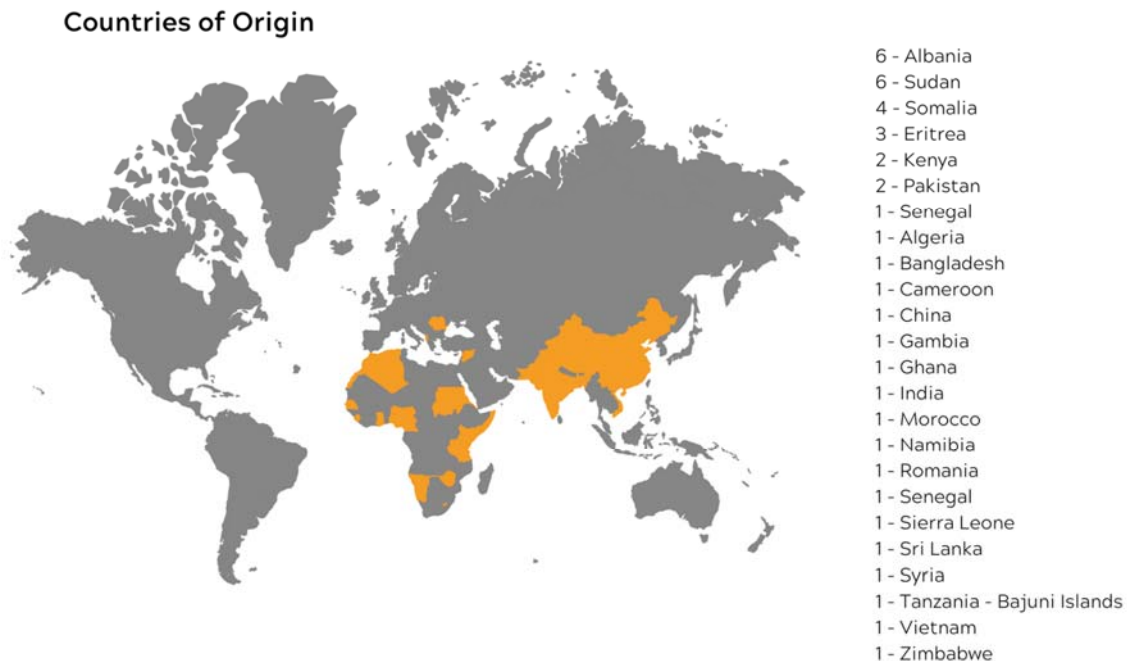 Countries of Origin
6 - Albania
6 - Sudan
4 - Somalia
3 - Eritrea
2 - Kenya
2 - Pakistan
1 - Senegal
1 - Algeria
1 - Bangladesh
1 - Cameroon
1 - China
1 - Gambia
1 - Ghana
1 - India
1 - Morocco
1 - Namibia
1 - Romania
1 - Senegal
1 - Sierra Leone
1 - Sri Lanka
1 - Syria
1 - Tanzania - Bajuni Islands
1 - Vietnam
1 - Zimbabwe